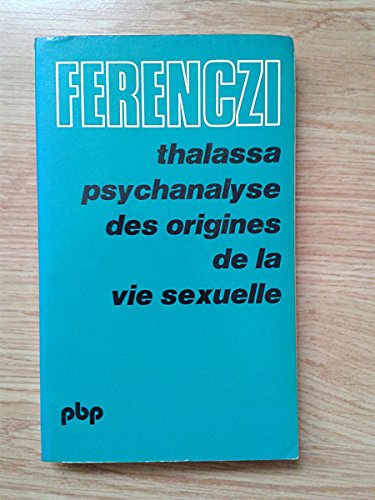 FERENCZI
thalassa
psychanalyse
des origines
de la
vie sexuelle
pbp